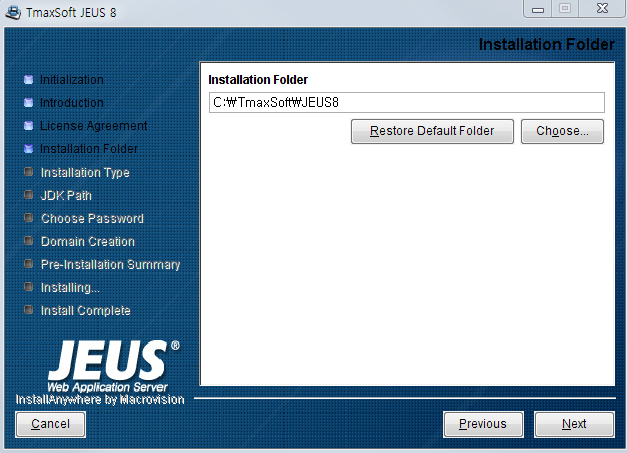 TmaxSoft JEUS 8
Installation Folder
Initialization
Introduction
License Agreement
Installation Folder
Installation Type
JDK Path
Choose Password
Domain Creation
Pre-Installation Summary
Installing...
Install Complete
JEUS®
Web Application Server
InstallAnywhere by Macrovision
Installation Folder
C:₩TmaxSoft₩JEUS8
Restore Default Folder
Choose...
Cancel
Previous
Next